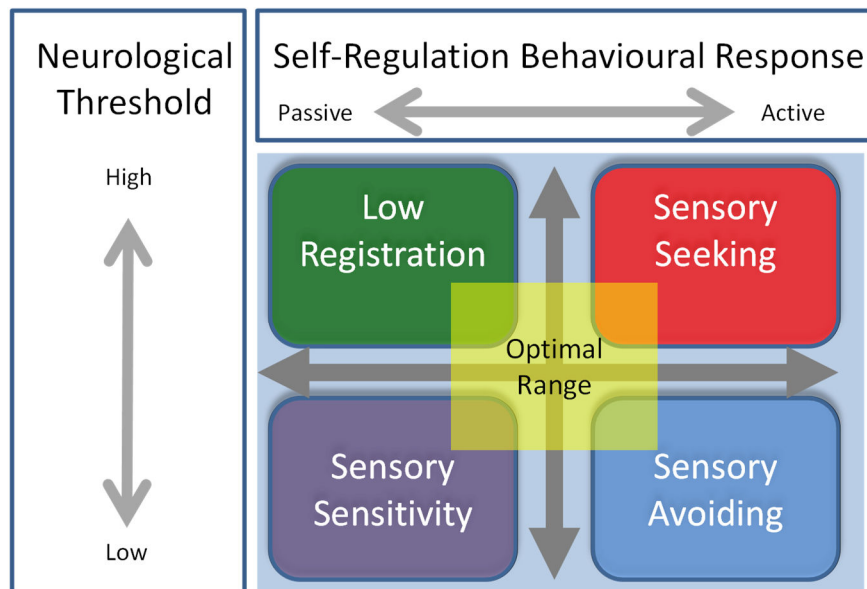 Neurological
Threshold
High
Low
Self-Regulation Behavioural Response
Passive
Active
Low
Registration
Sensory
Seeking
Optimal
Range
Sensory
Sensitivity
Sensory
Avoiding